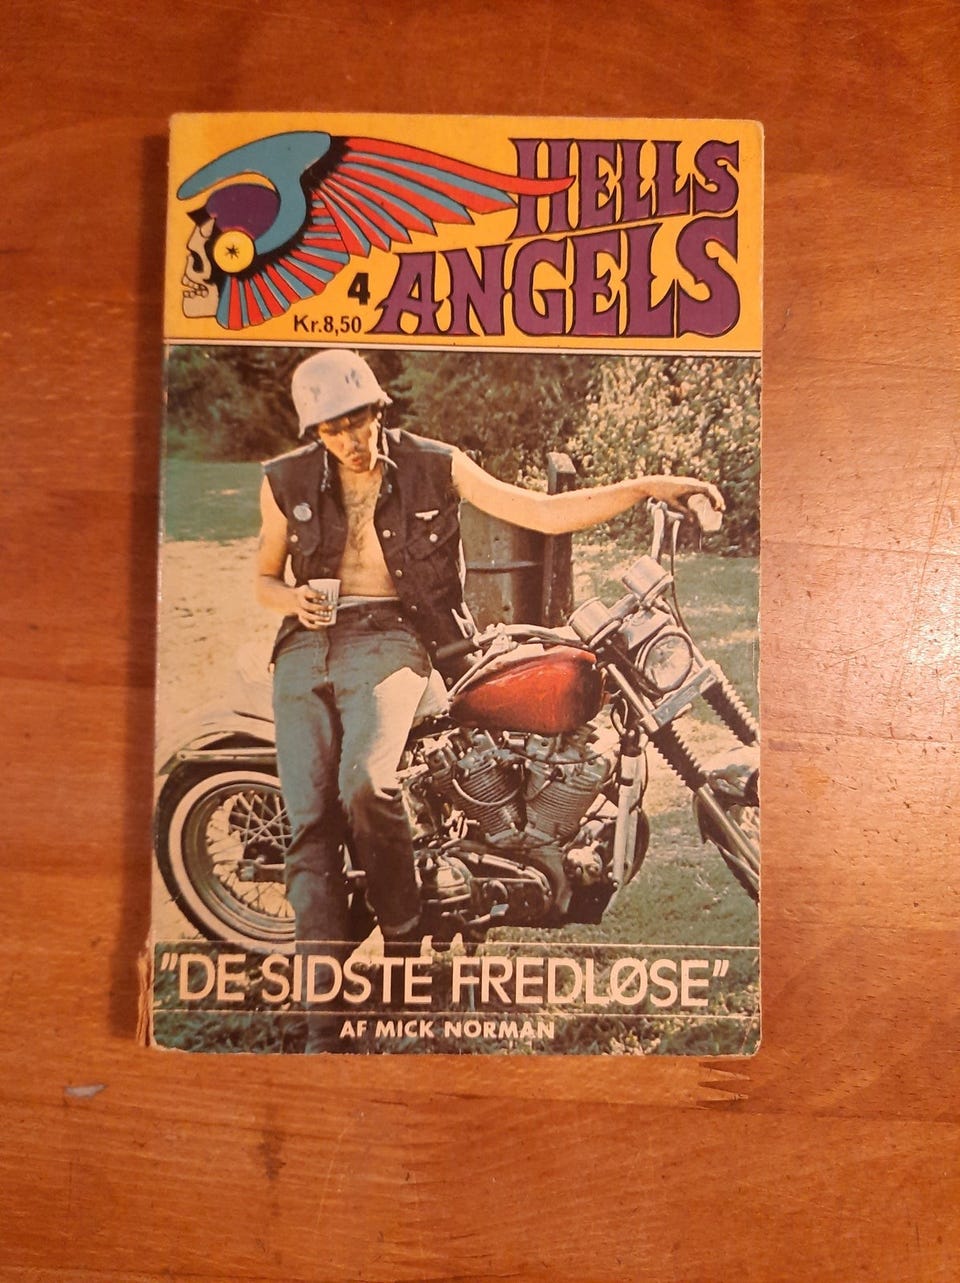 HELLS
ANGELS
4
Kr.8,50
"DE SIDSTE FREDLØSE"
AF MICK NORMAN